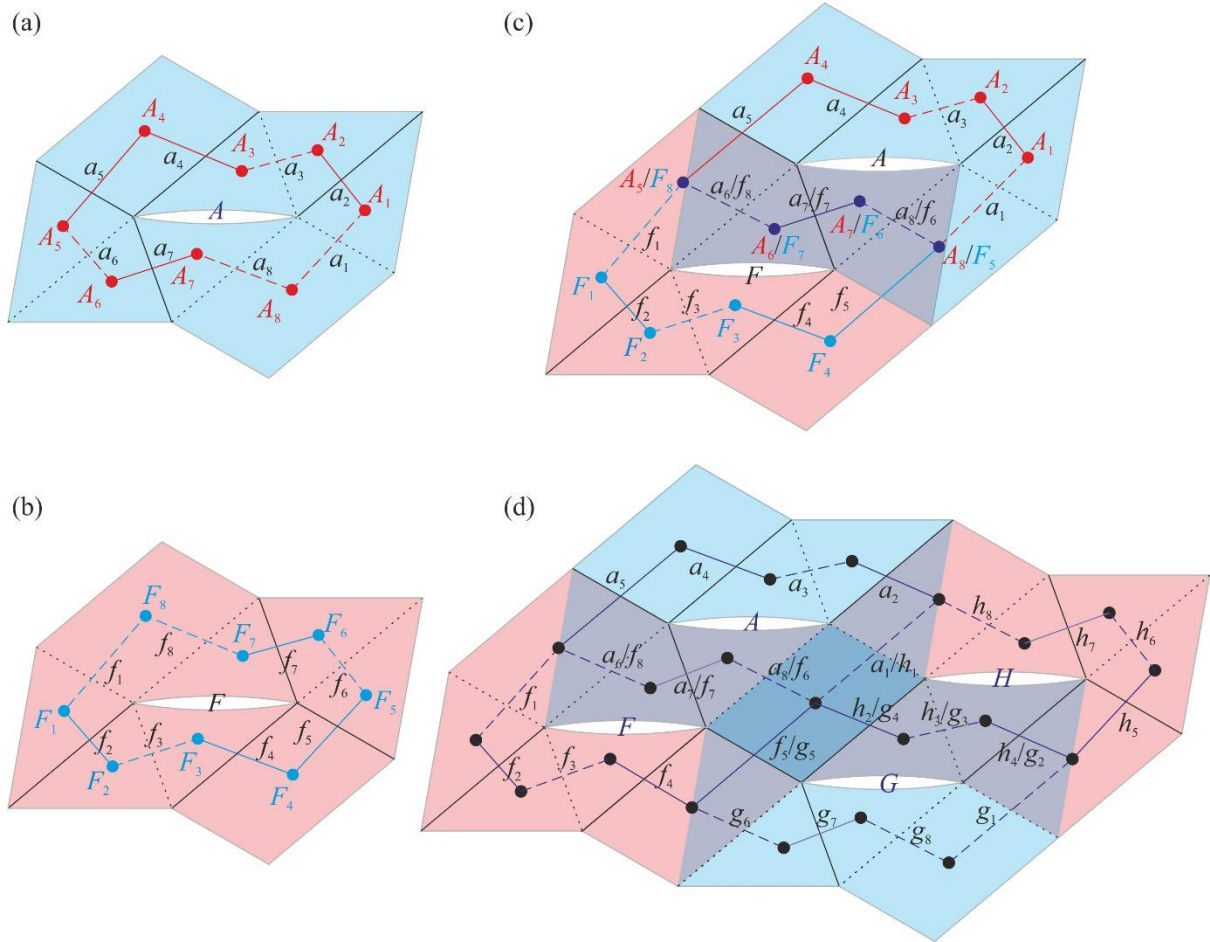 (a)
A₄
A₃
A₂
a₅
a₄
a₃
A₁
a₂
A
A₅
a₆
a₇
A₇
a₈
a₁
A₆
A₈
(c)
A₄
A₃
A₂
a₅
a₄
a₃
a₂
A₁
A
A₅/F₈
a₆/f₈
a₇/f₇
a₈/f₆
a₁
A₇/F₆
A₆/F₇
A₈/F₅
f₁
F
F₁
f₂
f₃
f₅
F₃
f₄
F₂
F₄
(b)
F₈
F₇
F₆
f₈
f₇
f₁
f₆
F₅
F
F₁
f₂
f₃
F₃
f₄
f₅
F₂
F₄
(d)
a₅
a₄
a₃
a₂
h₈
h₇
h₆
A
a₆/f₈
a₇/f₇
a₈/f₆
a₁/h₁
H
f₁
F
h₂/g₄
h₃/g₃
h₅
f₂
f₃
f₄
f₅/g₅
h₄/g₂
G
g₆
g₇
g₈
g₁